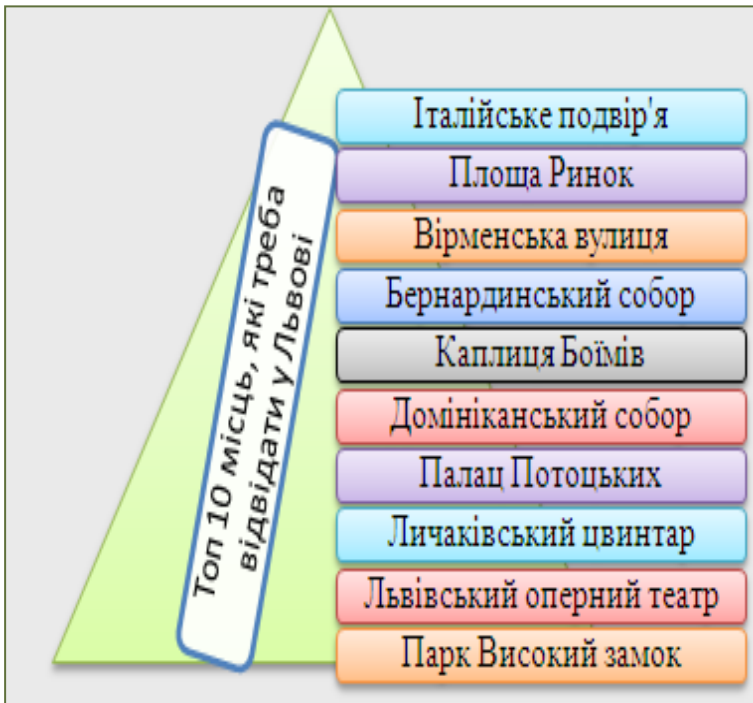 Топ 10 місць, які треба
відвідати у Львові
Італійське подвір'я
Площа Ринок
Вірменська вулиця
Бернардинський собор
Каплиця Боїмів
Домініканський собор
Палац Потоцьких
Личаківський цвинтар
Львівський оперний театр
Парк Високий замок